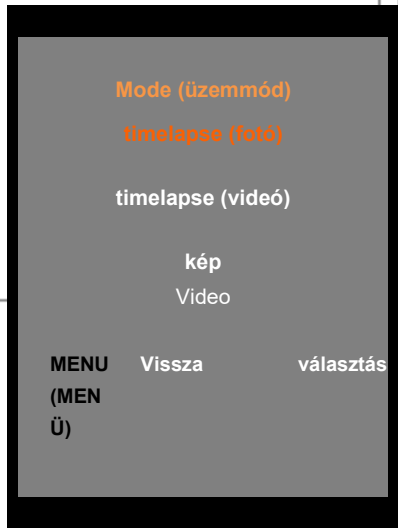 Mode (üzemmód)
timelapse (fotó)
timelapse (videó)
kép
Video
MENU Vissza választás
(MEN
Ü)